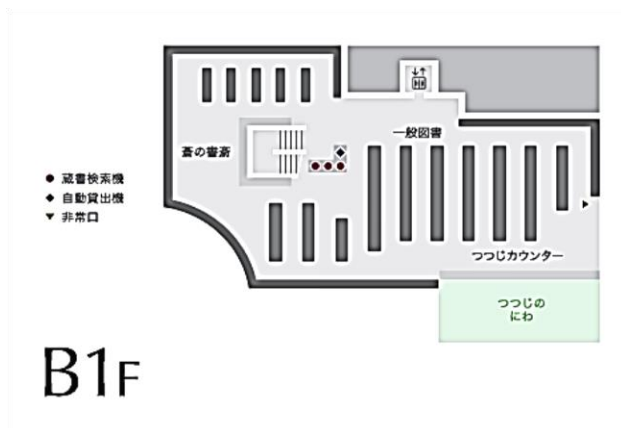 一般図書
蒼の書斎
● 蔵書検索機
◆ 自動貸出機
▼ 非常口
つつじカウンター
つつじの
にわ
B1F